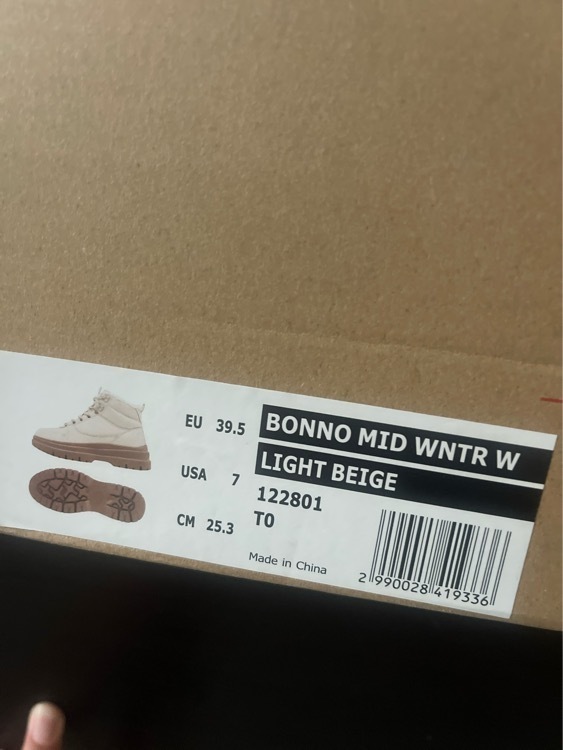 EU 39.5
USA 7
CM 25.3
BONNO MID WNTR W
LIGHT BEIGE
122801
T0
Made in China
2 990028 419336